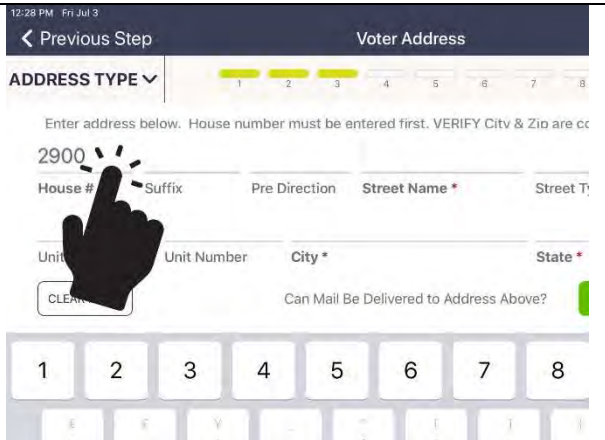 12:28 PM Fri Jul 3
Previous Step
Voter Address
ADDRESS TYPE
1 2 3 4 5 6 7 8
Enter address below. House number must be entered first. VERIFY City & Zip are
2900
House # Suffix Pre Direction Street Name * Street
Unit Unit Number City * State *
Can Mail Be Delivered to Address Above?
1 2 3 4 5 6 7 8